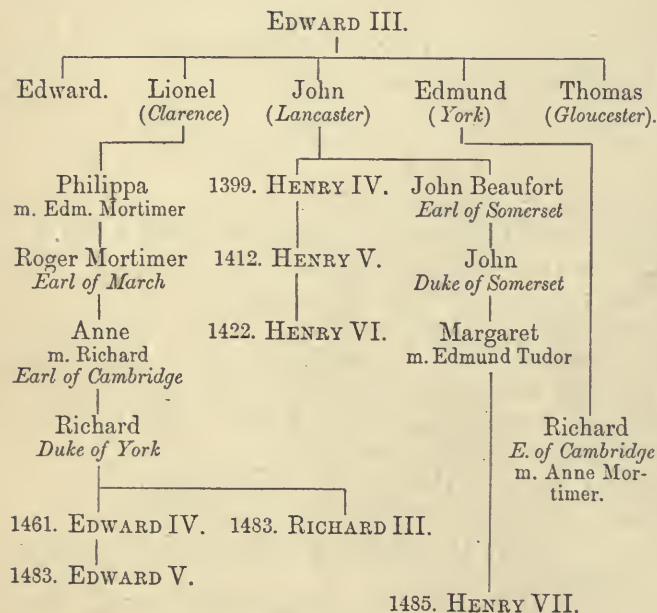 EDWARD III.
Edward. Lionel John Edmund Thomas
(Clarence) (Lancaster) (York) (Gloucester).
Philippa 1399. HENRY IV. John Beaufort
m. Edm. Mortimer Earl of Somerset
Roger Mortimer 1412. HENRY V. John
Earl of March Duke of Somerset
Anne 1422. HENRY VI. Margaret
m. Richard m. Edmund Tudor
Earl of Cambridge
Richard Richard
Duke of York E. of Cambridge
m. Anne Mor-
timer.
1461. EDWARD IV. 1483. RICHARD III.
1483. EDWARD V.
1485. HENRY VII.